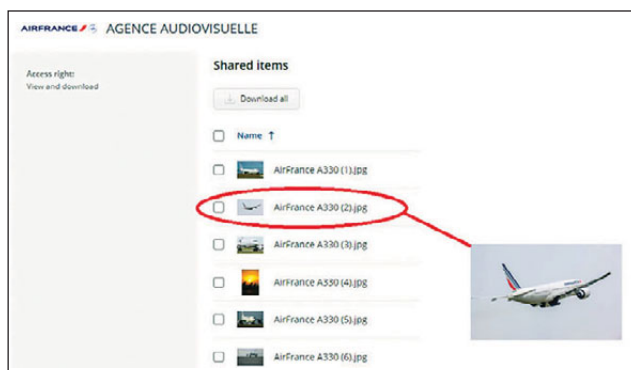 AIRFRANCE AGENCE AUDIOVISUELLE
Access right:
View and download
Shared items
Download all
Name ↑
AirFrance A330 (1).jpg
AirFrance A330 (2).jpg
AirFrance A330 (3).jpg
AirFrance A330 (4).jpg
AirFrance A330 (5).jpg
AirFrance A330 (6).jpg